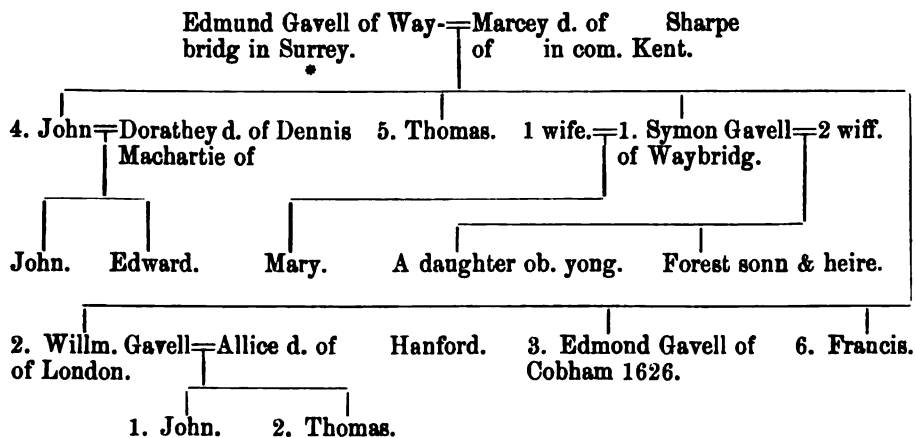 Edmund Gavell of Way- Marcey d. of Sharpe
bridg in Surrey. of in com. Kent.
*
4. John Dorathey d. of Dennis 5. Thomas. 1 wife. 1. Symon Gavell 2 wiff.
Machartie of of Waybridg.
John. Edward. Mary. A daughter ob. yong. Forest sonn & heire.
2. Willm. Gavell Allice d. of Hanford. 3. Edmond Gavell of 6. Francis.
of London. Cobham 1626.
1. John. 2. Thomas.